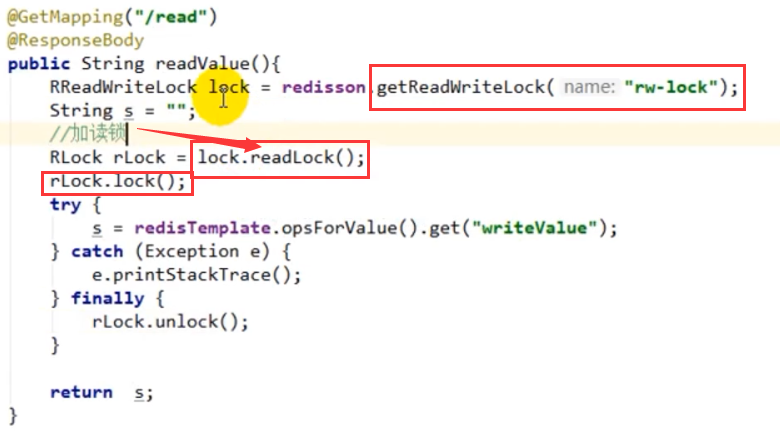 @GetMapping("/read")
@ResponseBody
public String readValue(){
    RReadWriteLock lock = redisson.getReadWriteLock( name: "rw-lock");
    String s = "";
    //加读锁
    RLock rLock = lock.readLock();
    rLock.lock();
    try {
        s = redisTemplate.opsForValue().get("writeValue");
    } catch (Exception e) {
        e.printStackTrace();
    } finally {
        rLock.unlock();
    }
    return  s;
}